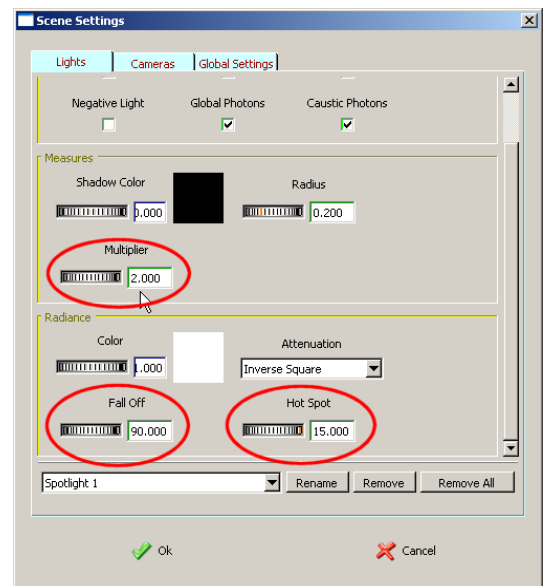 Scene Settings
Lights Cameras Global Settings
Negative Light Global Photons Caustic Photons
Measures
Shadow Color Radius
0.000 0.200
Multiplier
2.000
Radiance
Color Attenuation
1.000 Inverse Square
Fall Off Hot Spot
90.000 15.000
Spotlight 1 Rename Remove Remove All
Ok Cancel